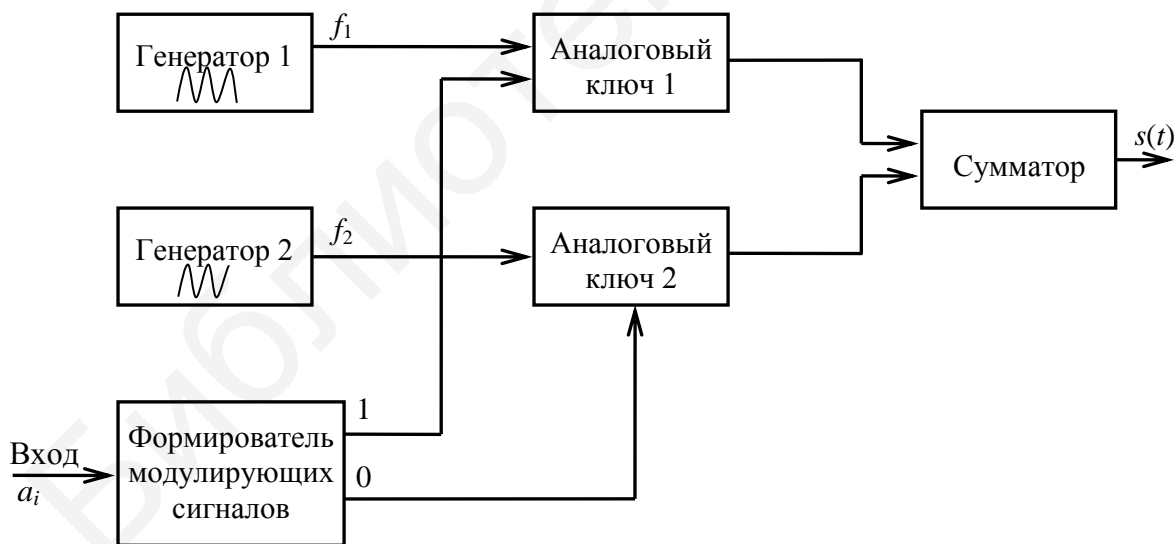 Генератор 1
f1
Аналоговый
ключ 1
Генератор 2
f2
Аналоговый
ключ 2
Сумматор
s(t)
Вход
ai
Формирователь
модулирующих
сигналов
1
0
Библиоте